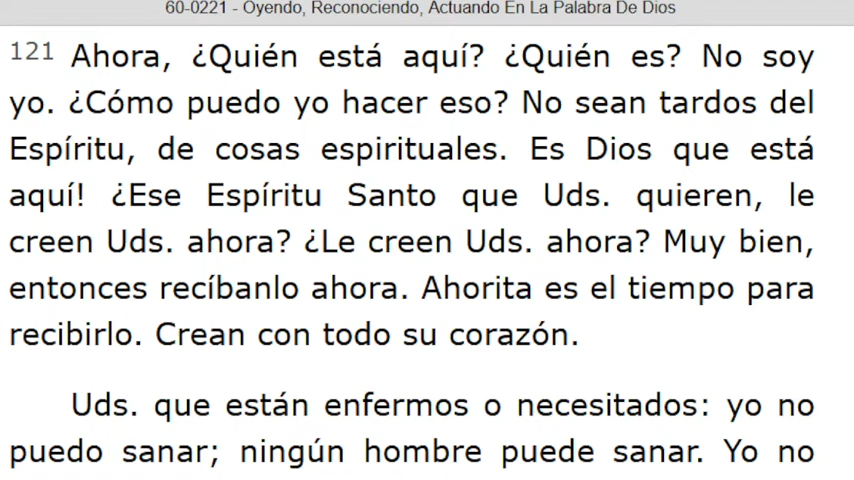 60-0221 - Oyendo, Reconociendo, Actuando En La Palabra De Dios
121 Ahora, ¿Quién está aquí? ¿Quién es? No soy
yo. ¿Cómo puedo yo hacer eso? No sean tardos del
Espíritu, de cosas espirituales. Es Dios que está
aquí! ¿Ese Espíritu Santo que Uds. quieren, le
creen Uds. ahora? ¿Le creen Uds. ahora? Muy bien,
entonces recíbanlo ahora. Ahorita es el tiempo para
recibirlo. Crean con todo su corazón.
Uds. que están enfermos o necesitados: yo no
puedo sanar; ningún hombre puede sanar. Yo no